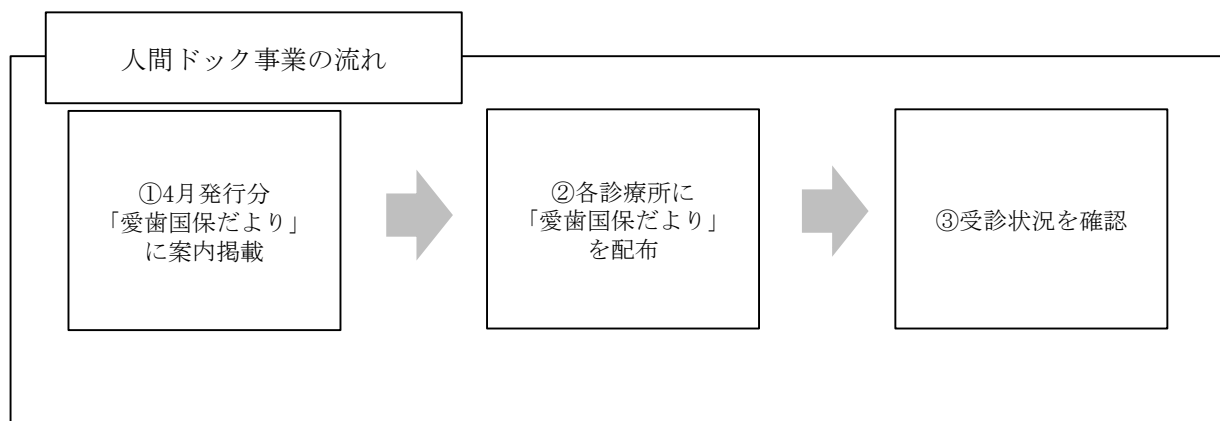 人間ドック事業の流れ
①4月発行分
「愛歯国保だより」
に案内掲載
②各診療所に
「愛歯国保だより」
を配布
③受診状況を確認